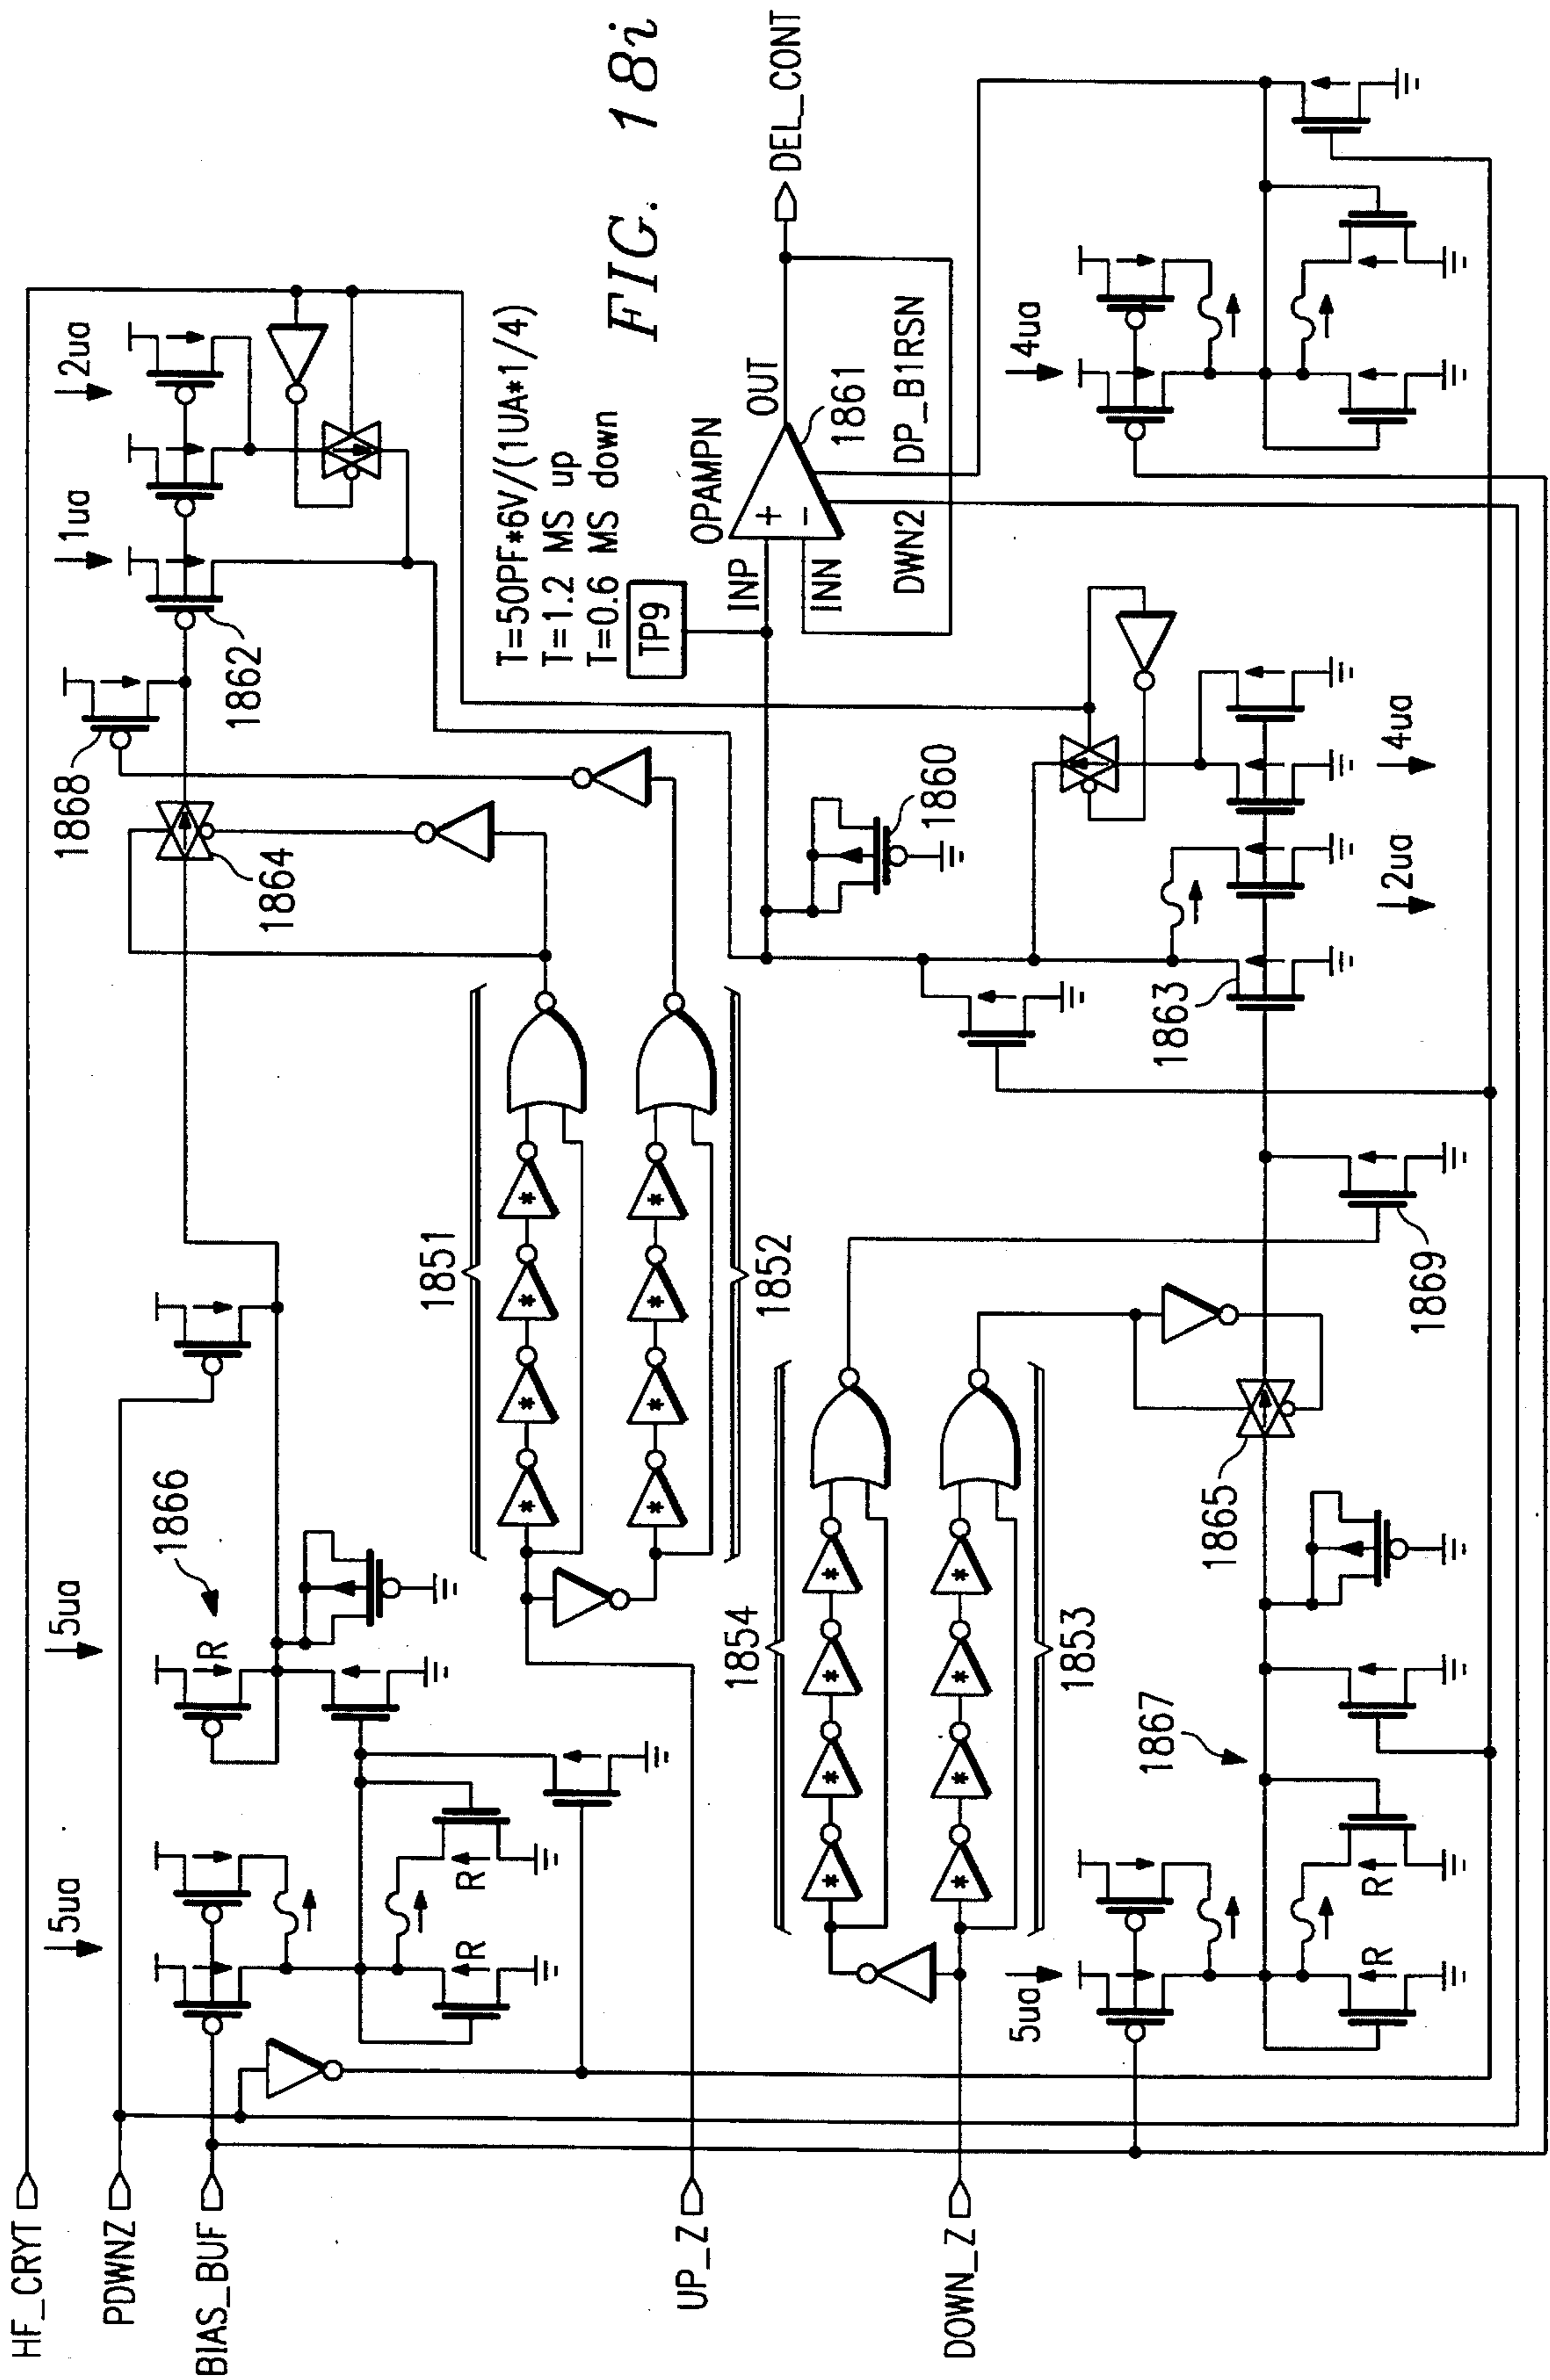 FIG. 18i
HF_CRYT
PDWNZ
BIAS_BUF
UP_Z
DOWN_Z
5ua
5ua
R
R
R
1866
1868
1864
1862
1ua
2ua
1851
* * * *
* * * *
1852
T=50PF*6V/(1UA*1/4)
T=1.2 MS up
T=0.6 MS down
TP9
OPAMPN
INP
INN
+
−
OUT
1861
DEL_CONT
DWN2
DP_B1RSN
1860
1854
* * * *
* * * *
1853
5ua
R
R
1867
1865
1869
1863
2ua
4ua
4ua